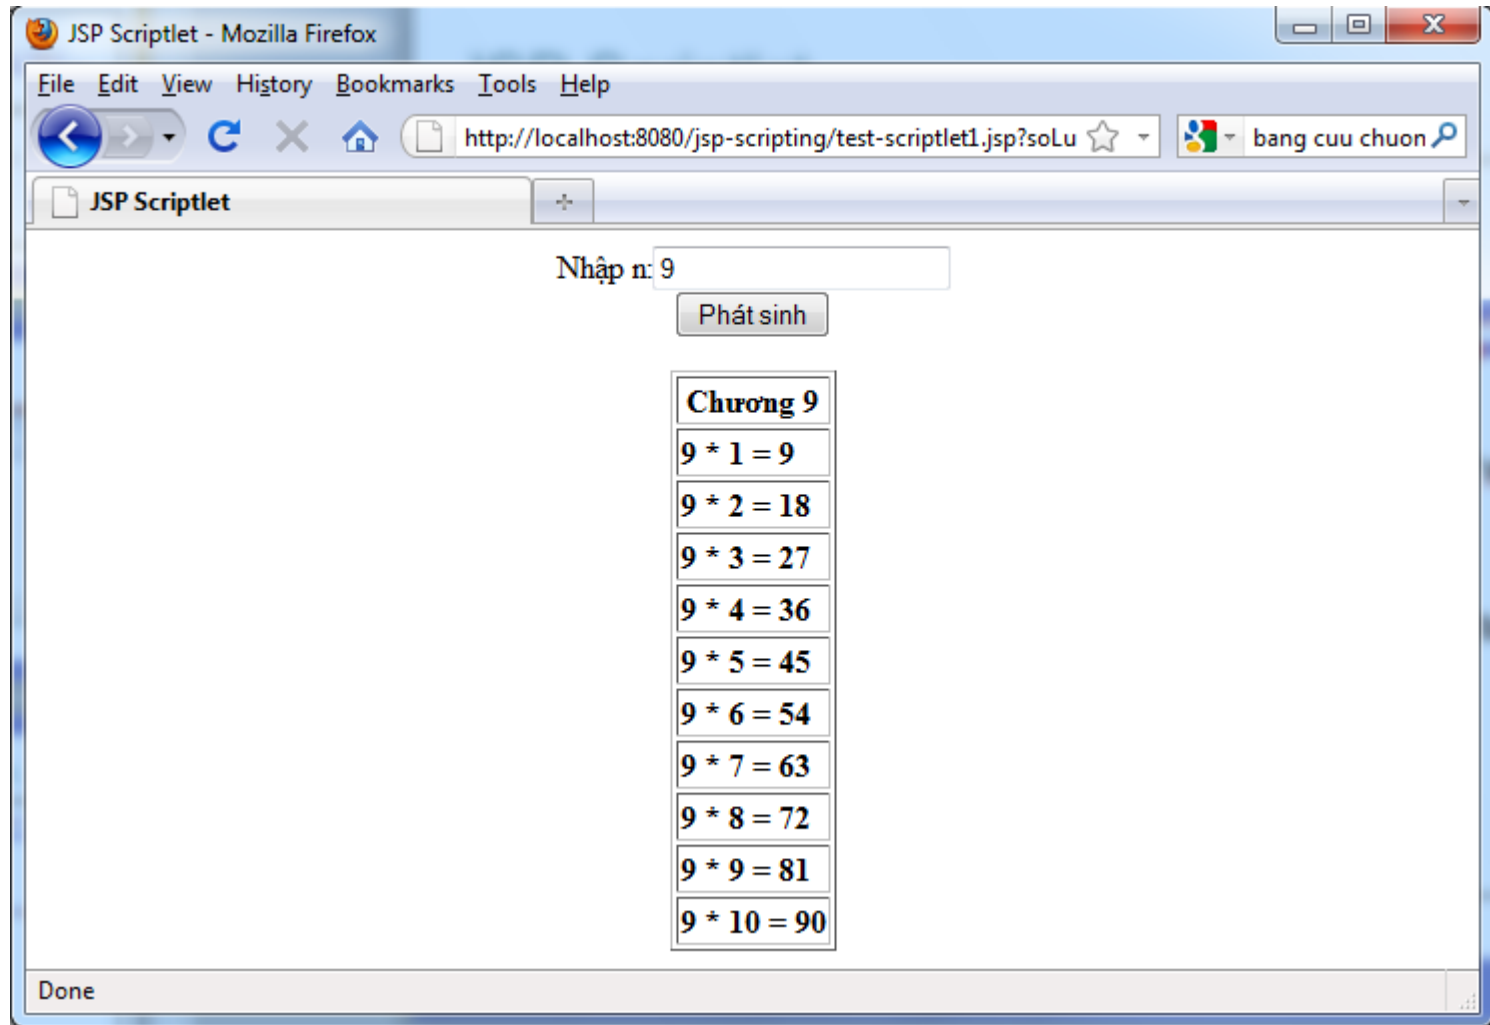 JSP Scriptlet - Mozilla Firefox
File Edit View History Bookmarks Tools Help
http://localhost:8080/jsp-scripting/test-scriptlet1.jsp?soLu
bang cuu chuon
JSP Scriptlet
Nhập n: 9
Phát sinh
Chương 9
9 * 1 = 9
9 * 2 = 18
9 * 3 = 27
9 * 4 = 36
9 * 5 = 45
9 * 6 = 54
9 * 7 = 63
9 * 8 = 72
9 * 9 = 81
9 * 10 = 90
Done